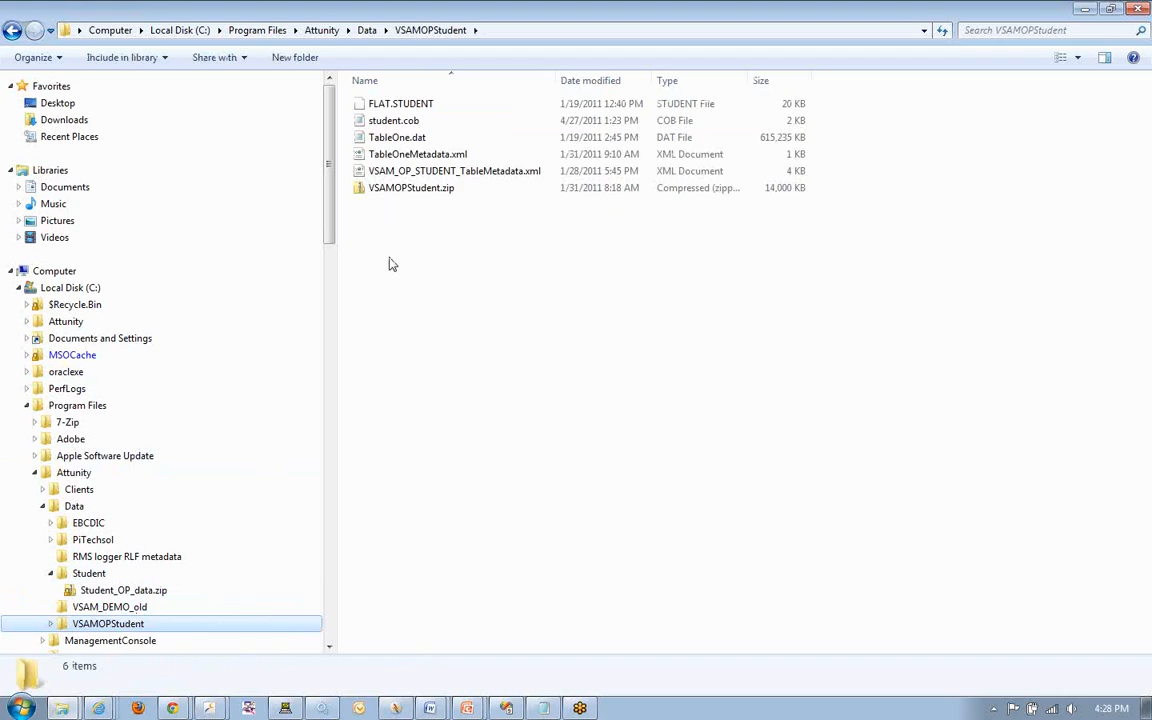 Computer Local Disk (C:) Program Files Attunity Data VSAMOPStudent Search VSAMOPStudent
Organize Include in library Share with New folder
Favorites
Desktop
Downloads
Recent Places
Libraries
Documents
Music
Pictures
Videos
Computer
Local Disk (C:)
$Recycle.Bin
Attunity
Documents and Settings
MSOCache
oraclexe
PerfLogs
Program Files
7-Zip
Adobe
Apple Software Update
Attunity
Clients
Data
EBCDIC
PiTechsol
RMS logger RLF metadata
Student
Student_OP_data.zip
VSAM_DEMO_old
VSAMOPStudent
ManagementConsole
Name Date modified Type Size
FLAT.STUDENT 1/19/2011 12:40 PM STUDENT File 20 KB
student.cob 4/27/2011 1:23 PM COB File 2 KB
TableOne.dat 1/19/2011 2:45 PM DAT File 615,235 KB
TableOneMetadata.xml 1/31/2011 9:10 AM XML Document 1 KB
VSAM_OP_STUDENT_TableMetadata.xml 1/28/2011 5:45 PM XML Document 4 KB
VSAMOPStudent.zip 1/31/2011 8:18 AM Compressed (zipp... 14,000 KB
6 items
4:28 PM